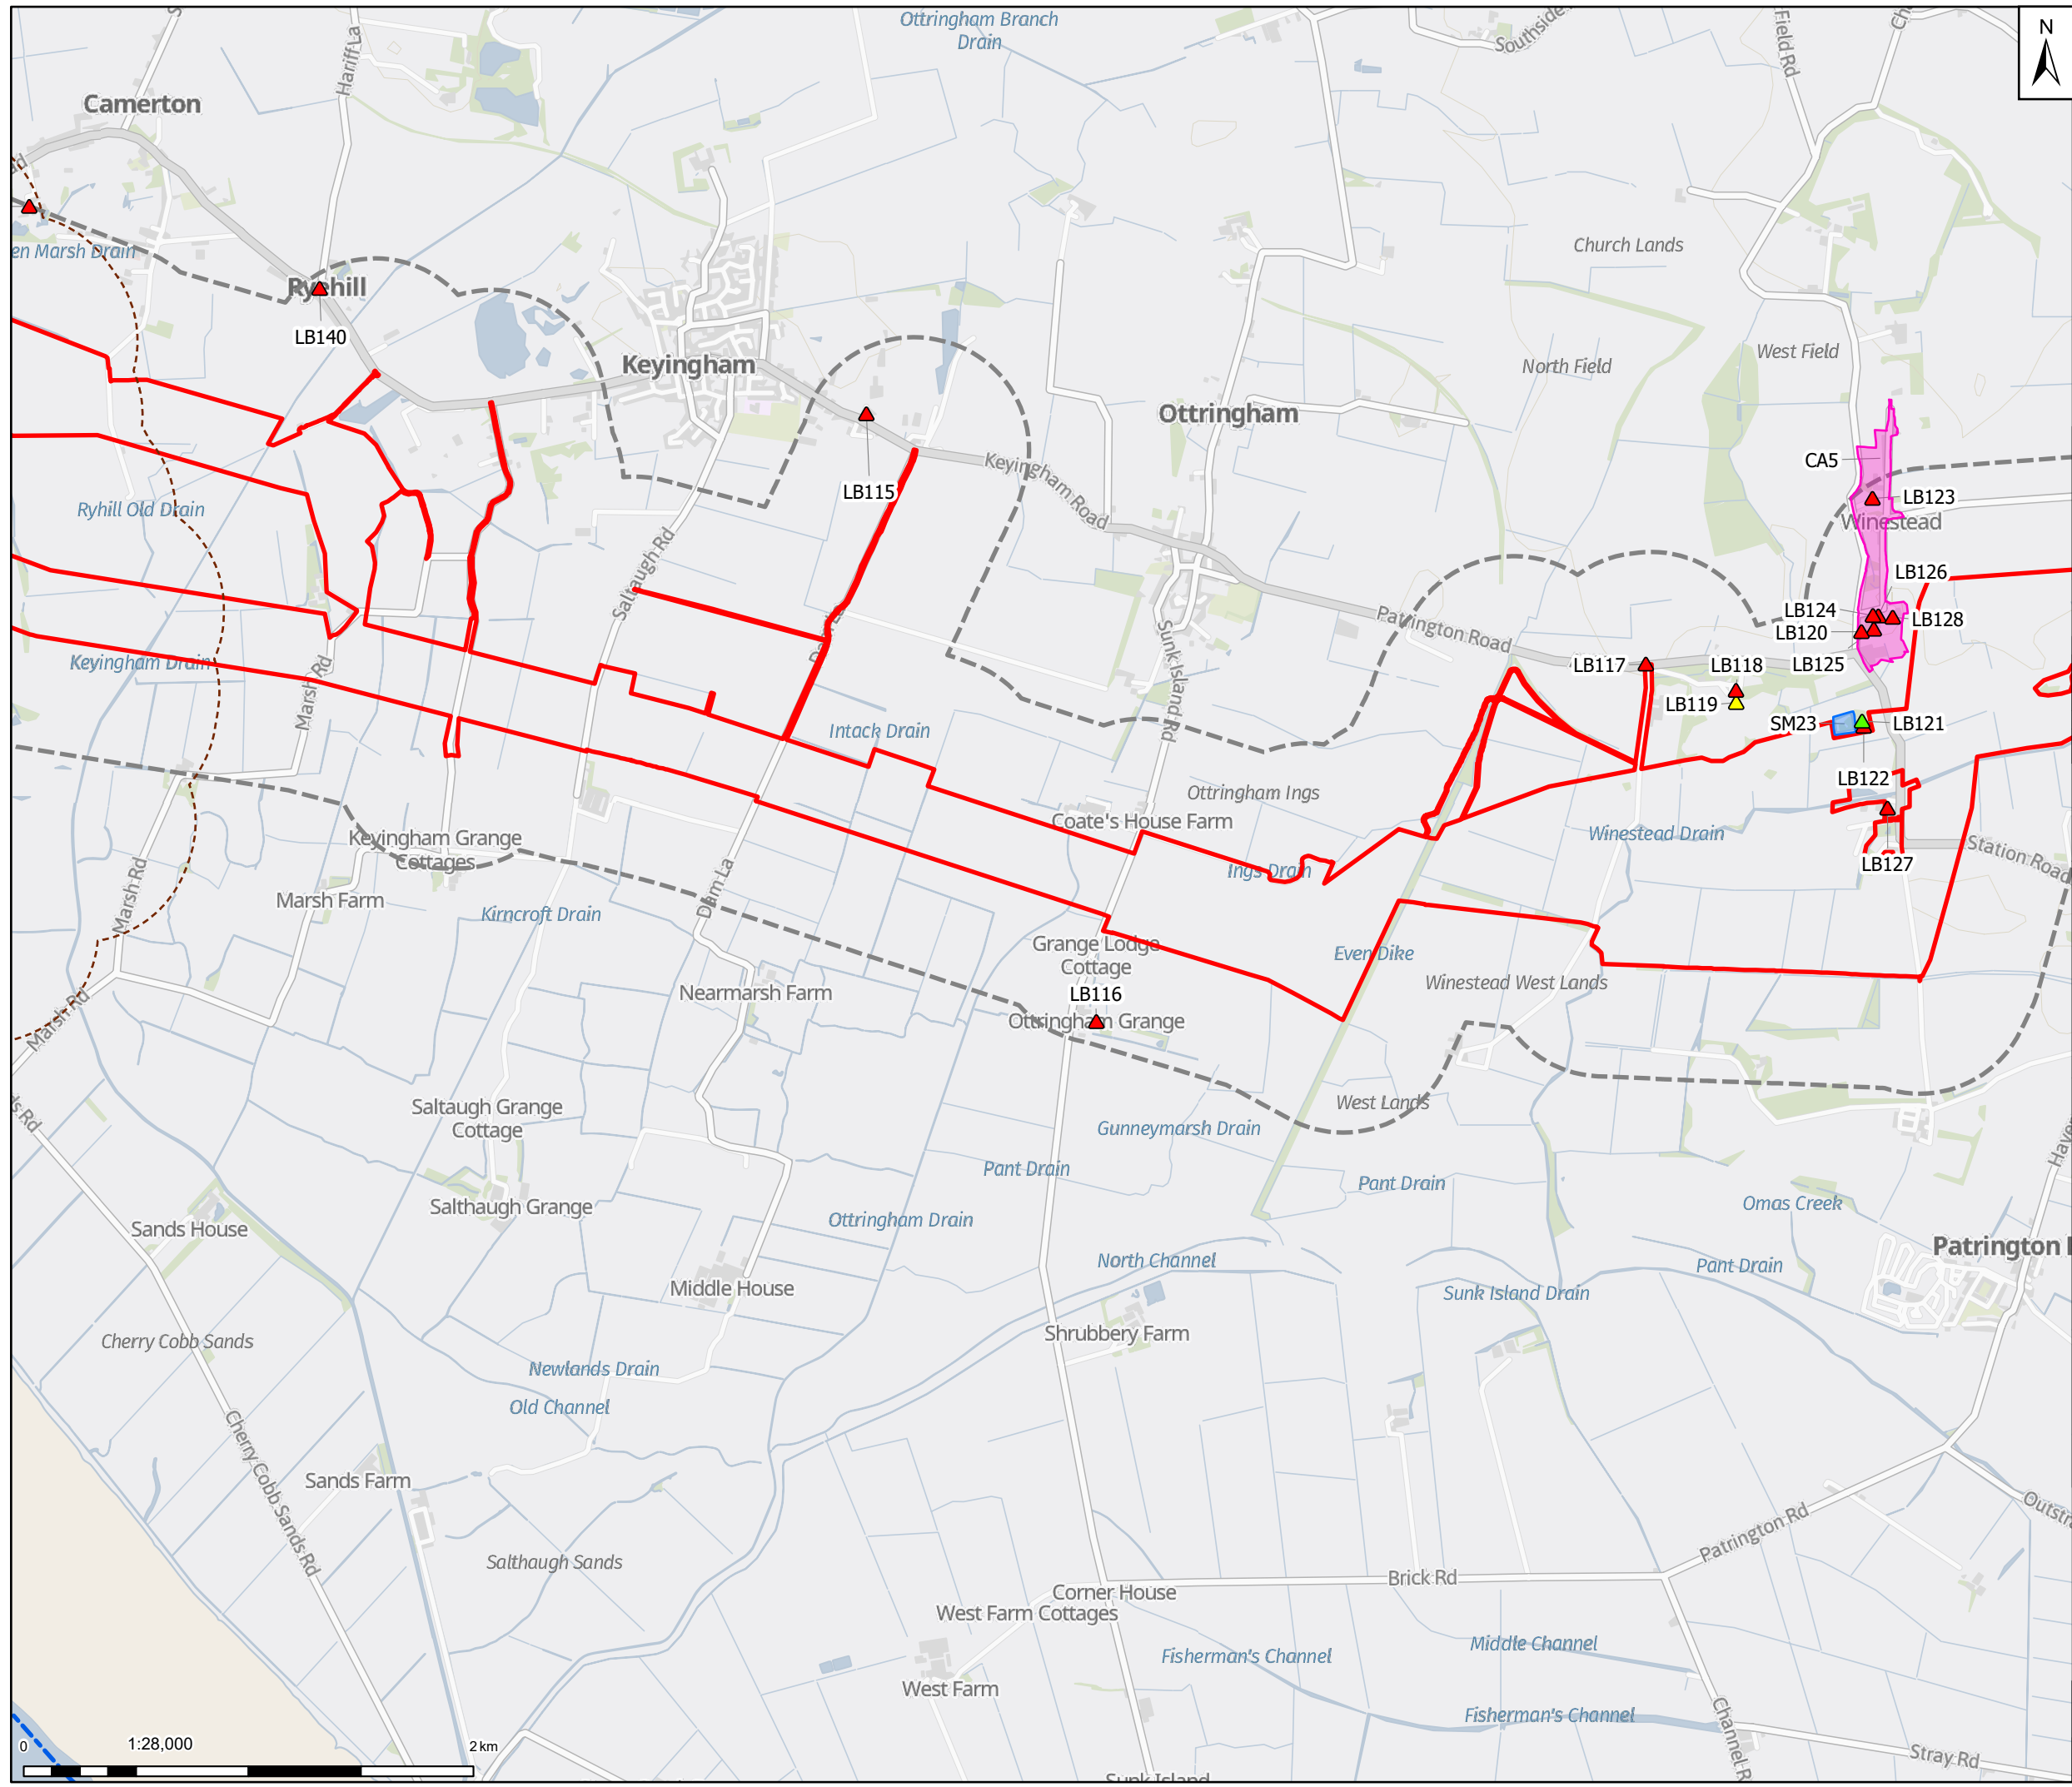 Ottringham Branch
Drain
Southside
Field Rd
N
Hariff La
Camerton
en Marsh Drain
Church Lands
Ryehill
LB140
West Field
North Field
Keyingham
Ottringham
Keyingham Road
CA5
LB115
LB123
Winestead
Ryhill Old Drain
Saltaugh Rd
LB126
LB124
LB128
LB120
Patrington Road
Sunk Island Rd
Keyingham Drain
Marsh Rd
LB117
LB118
LB125
LB119
SM23
LB121
Intack Drain
LB122
Ottringham Ings
Coate's House Farm
Winestead Drain
Keyingham Grange
Cottages
Station Road
LB127
Ings Drain
Marsh Rd
Marsh Farm
Dam La
Kirncroft Drain
Grange Lodge
Cottage
Even Dike
Winestead West Lands
Nearmarsh Farm
LB116
Ottringham Grange
Marsh Rd
ds Rd
Saltaugh Grange
Cottage
West Lands
Gunneymarsh Drain
Pant Drain
Pant Drain
Omas Creek
Salthaugh Grange
Sands House
Ottringham Drain
North Channel
Patrington
Pant Drain
Middle House
Sunk Island Drain
Shrubbery Farm
Cherry Cobb Sands
Newlands Drain
Old Channel
Cherry Cobb Sands Rd
Sands Farm
Patrington Rd
Outstr
Salthaugh Sands
Brick Rd
Corner House
West Farm Cottages
Middle Channel
Fisherman's Channel
West Farm
Fisherman's Channel
Channel R
Stray Rd
0
1:28,000
2 km
Sunk Island